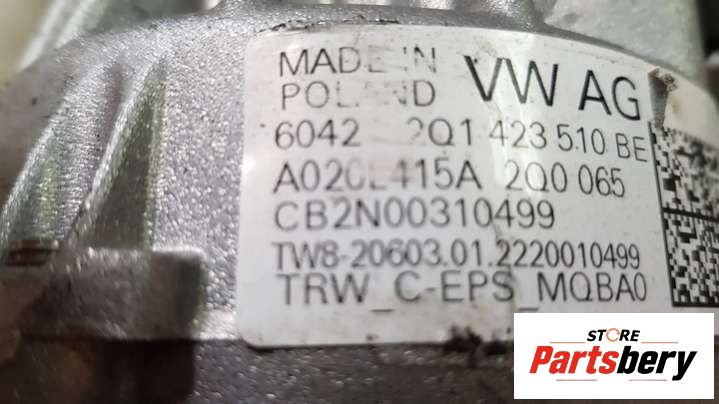 MADE IN
POLAND
VW AG
6042 2Q1 423 510 BE
2Q0 065
CB2N00310499
TW8-20603.01.2220010499
TRW_C-EPS_MQBA0
STORE
Partsbery